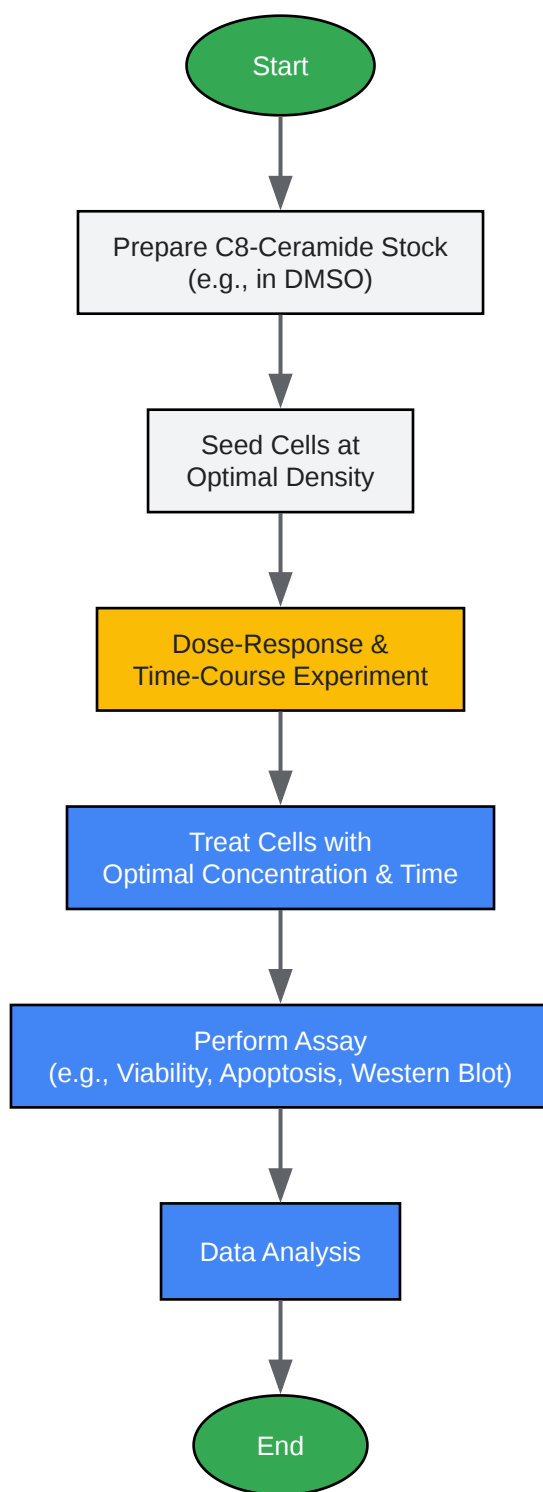 Start
Prepare C8-Ceramide Stock
(e.g., in DMSO)
Seed Cells at
Optimal Density
Dose-Response &
Time-Course Experiment
Treat Cells with
Optimal Concentration & Time
Perform Assay
(e.g., Viability, Apoptosis, Western Blot)
Data Analysis
End